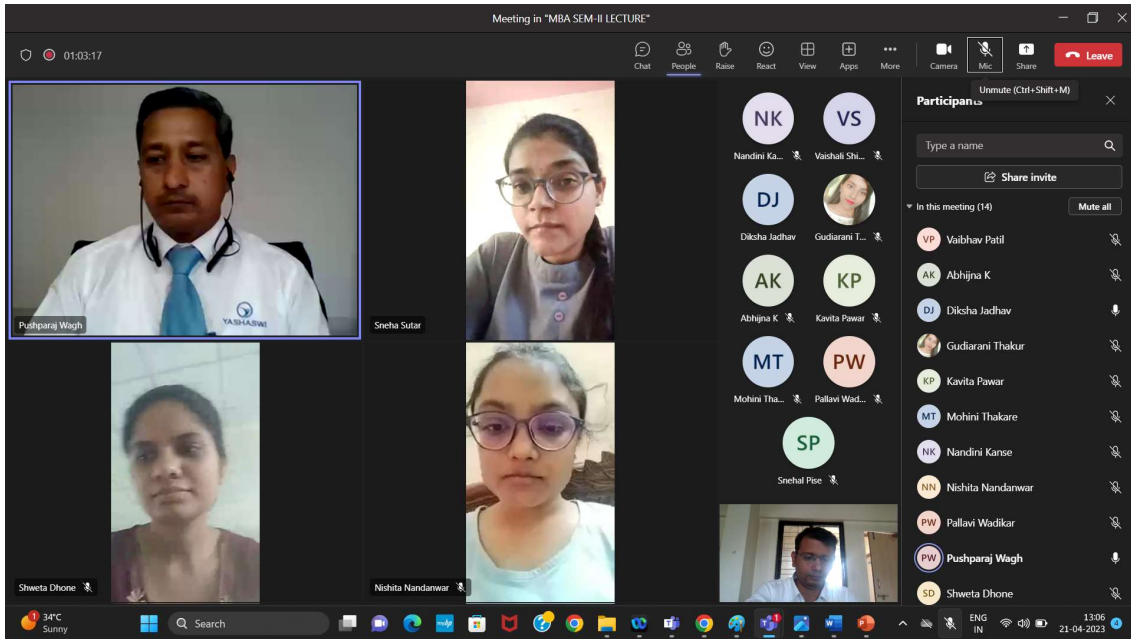 Meeting in "MBA SEM-II LECTURE"
01:03:17
Chat
People
Raise
React
View
Apps
More
Camera
Mic
Share
Leave
Unmute (Ctrl+Shift+M)
YASHASWI
Pushparaj Wagh
Sneha Sutar
Shweta Dhone
Nishita Nandanwar
NK
VS
Nandini Ka...
Vaishali Shi...
DJ
Diksha Jadhav
Gudiarani T...
AK
KP
Abhijna K
Kavita Pawar
MT
PW
Mohini Tha...
Pallavi Wad...
SP
Snehal Pise
Participants
Type a name
Share invite
In this meeting (14)
Mute all
VP Vaibhav Patil
AK Abhijna K
DJ Diksha Jadhav
Gudiarani Thakur
KP Kavita Pawar
MT Mohini Thakare
NK Nandini Kanse
NN Nishita Nandanwar
PW Pallavi Wadikar
PW Pushparaj Wagh
SD Shweta Dhone
1
34°C
Sunny
Search
ENG
IN
13:06
21-04-2023
4